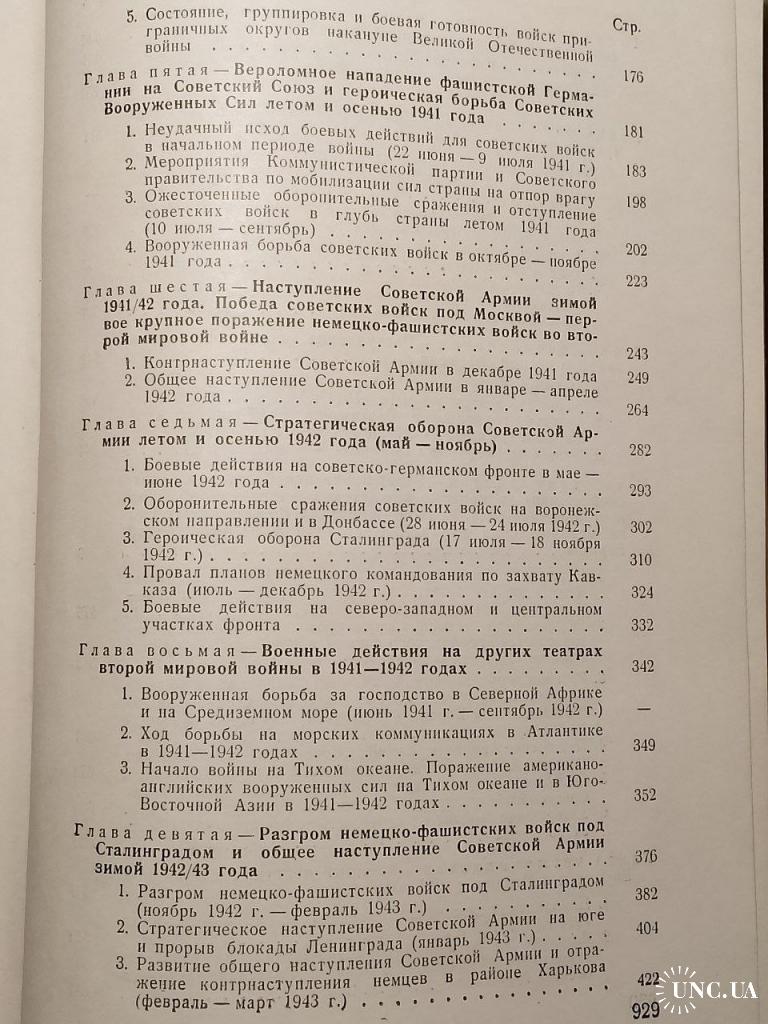 Стр.
5. Состояние, группировка и боевая готовность войск при-
граничных округов накануне Великой Отечественной
войны . . . . . . . . . . . . . . . . . . . . 176
Глава пятая — Вероломное нападение фашистской Герма-
нии на Советский Союз и героическая борьба Советских
Вооруженных Сил летом и осенью 1941 года . . . . . . 181
1. Неудачный исход боевых действий для советских войск
в начальном периоде войны (22 июня — 9 июля 1941 г.) 183
2. Мероприятия Коммунистической партии и Советского
правительства по мобилизации сил страны на отпор врагу 198
3. Ожесточенные оборонительные сражения и отступление
советских войск в глубь страны летом 1941 года
(10 июля — сентябрь) . . . . . . . . . . . . . . 202
4. Вооруженная борьба советских войск в октябре — ноябре
1941 года . . . . . . . . . . . . . . . . . . . 223
Глава шестая — Наступление Советской Армии зимой
1941/42 года. Победа советских войск под Москвой — пер-
вое крупное поражение немецко-фашистских войск во вто-
рой мировой войне . . . . . . . . . . . . . . . . 243
1. Контрнаступление Советской Армии в декабре 1941 года 249
2. Общее наступление Советской Армии в январе — апреле
1942 года . . . . . . . . . . . . . . . . . . . 264
Глава седьмая — Стратегическая оборона Советской Ар-
мии летом и осенью 1942 года (май — ноябрь) . . . . . . 282
1. Боевые действия на советско-германском фронте в мае —
июне 1942 года . . . . . . . . . . . . . . . . . 293
2. Оборонительные сражения советских войск на воронеж-
ском направлении и в Донбассе (28 июня — 24 июля 1942 г.) 302
3. Героическая оборона Сталинграда (17 июля — 18 ноября
1942 г.) . . . . . . . . . . . . . . . . . . . . 310
4. Провал планов немецкого командования по захвату Кав-
каза (июль — декабрь 1942 г.) . . . . . . . . . . . 324
5. Боевые действия на северо-западном и центральном
участках фронта . . . . . . . . . . . . . . . . 332
Глава восьмая — Военные действия на других театрах
второй мировой войны в 1941—1942 годах . . . . . . . . 342
1. Вооруженная борьба за господство в Северной Африке
и на Средиземном море (июнь 1941 г. — сентябрь 1942 г.) —
2. Ход борьбы на морских коммуникациях в Атлантике
в 1941—1942 годах . . . . . . . . . . . . . . . 349
3. Начало войны на Тихом океане. Поражение американо-
английских вооруженных сил на Тихом океане и в Юго-
Восточной Азии в 1941—1942 годах . . . . . . . . . 352
Глава девятая — Разгром немецко-фашистских войск под
Сталинградом и общее наступление Советской Армии
зимой 1942/43 года . . . . . . . . . . . . . . . . 376
1. Разгром немецко-фашистских войск под Сталинградом
(ноябрь 1942 г. — февраль 1943 г.) . . . . . . . . . 382
2. Стратегическое наступление Советской Армии на юге
и прорыв блокады Ленинграда (январь 1943 г.) . . . . . 404
3. Развитие общего наступления Советской Армии и отра-
жение контрнаступления немцев в районе Харькова
(февраль — март 1943 г.) . . . . . . . . . . . . . 422
929
UNC.UA